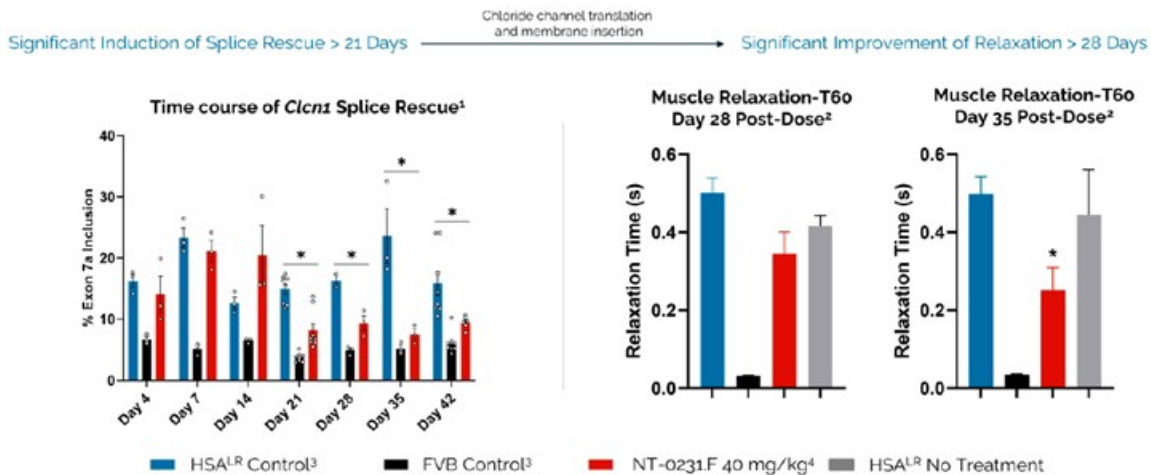 Chloride channel translation
and membrane insertion
Significant Induction of Splice Rescue > 21 Days
Significant Improvement of Relaxation > 28 Days
Time course of Clcn1 Splice Rescue¹
% Exon 7a Inclusion
40
30
20
10
0
*
*
*
*
Day 4
Day 7
Day 14
Day 21
Day 28
Day 35
Day 42
Muscle Relaxation-T60
Day 28 Post-Dose²
Relaxation Time (s)
0.6
0.4
0.2
0.0
Muscle Relaxation-T60
Day 35 Post-Dose²
Relaxation Time (s)
0.6
0.4
0.2
0.0
*
HSAᴸᴿ Control³
FVB Control³
NT-0231.F 40 mg/kg⁴
HSAᴸᴿ No Treatment